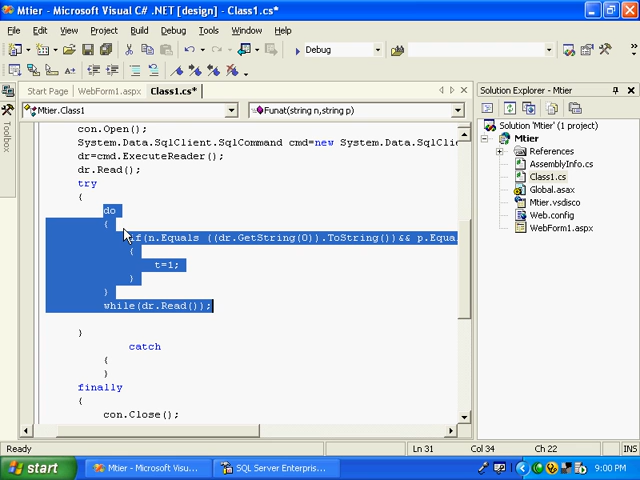 Mtier - Microsoft Visual C# .NET [design] - Class1.cs*
File Edit View Project Build Debug Tools Window Help
Debug
Start Page WebForm1.aspx Class1.cs*
Mtier.Class1 Funat(string n,string p)
Toolbox
con.Open();
System.Data.SqlClient.SqlCommand cmd=new System.Data.SqlClie
dr=cmd.ExecuteReader();
dr.Read();
try
{
do
{
if(n.Equals ((dr.GetString(0)).ToString())&& p.Equa
{
t=1;
}
}
while(dr.Read());
}
catch
{
}
finally
{
con.Close();
Solution Explorer - Mtier
Solution 'Mtier' (1 project)
Mtier
References
AssemblyInfo.cs
Class1.cs
Global.asax
Mtier.vsdisco
Web.config
WebForm1.aspx
Ready Ln 31 Col 34 Ch 22 INS
start Mtier - Microsoft Visu... SQL Server Enterpris... 9:00 PM